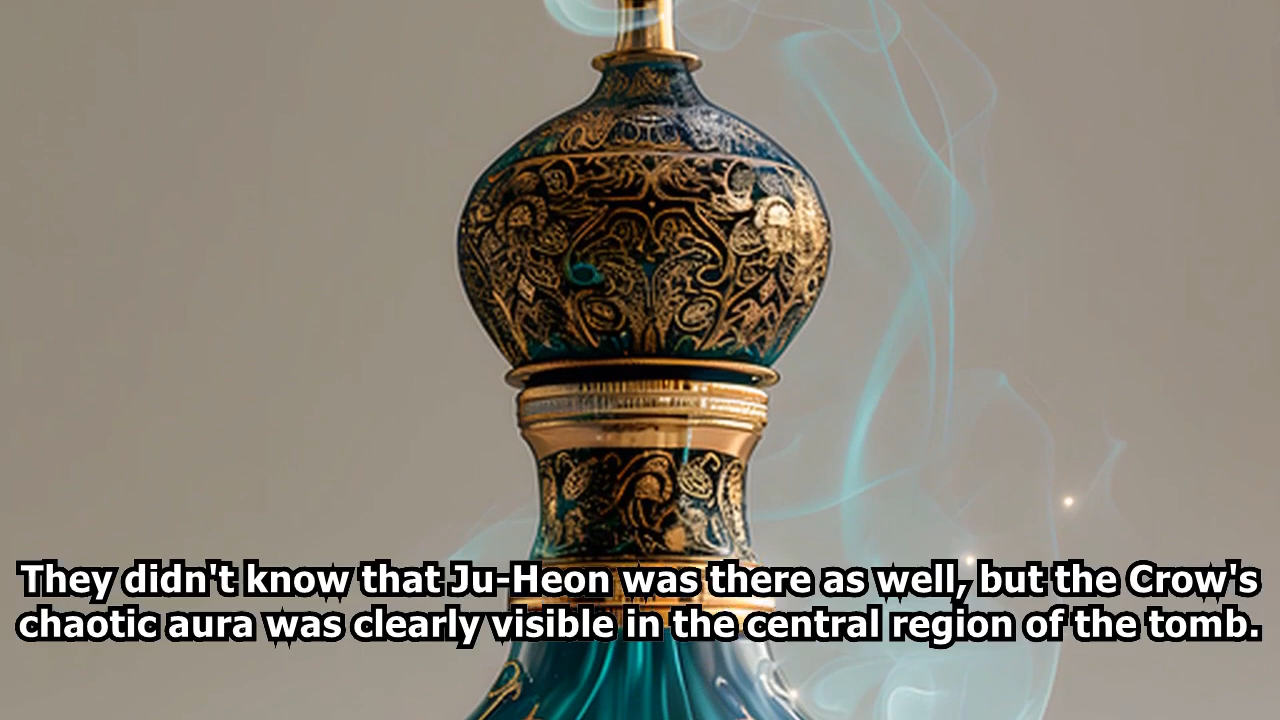 They didn't know that Ju-Heon was there as well, but the Crow's
chaotic aura was clearly visible in the central region of the tomb.